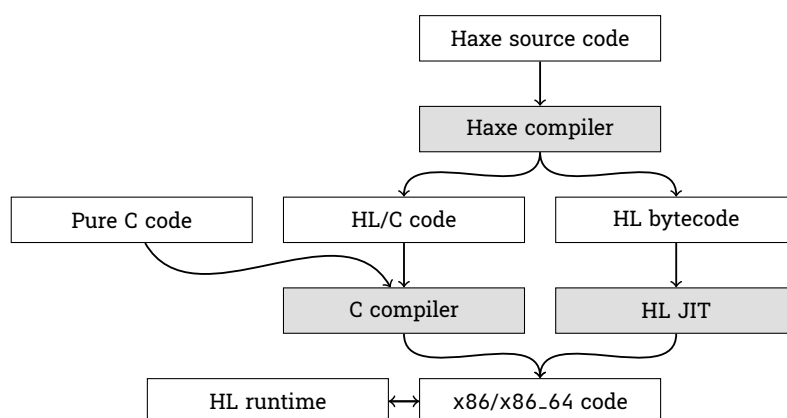 Haxe source code
Haxe compiler
Pure C code
HL/C code
HL bytecode
C compiler
HL JIT
HL runtime
x86/x86_64 code